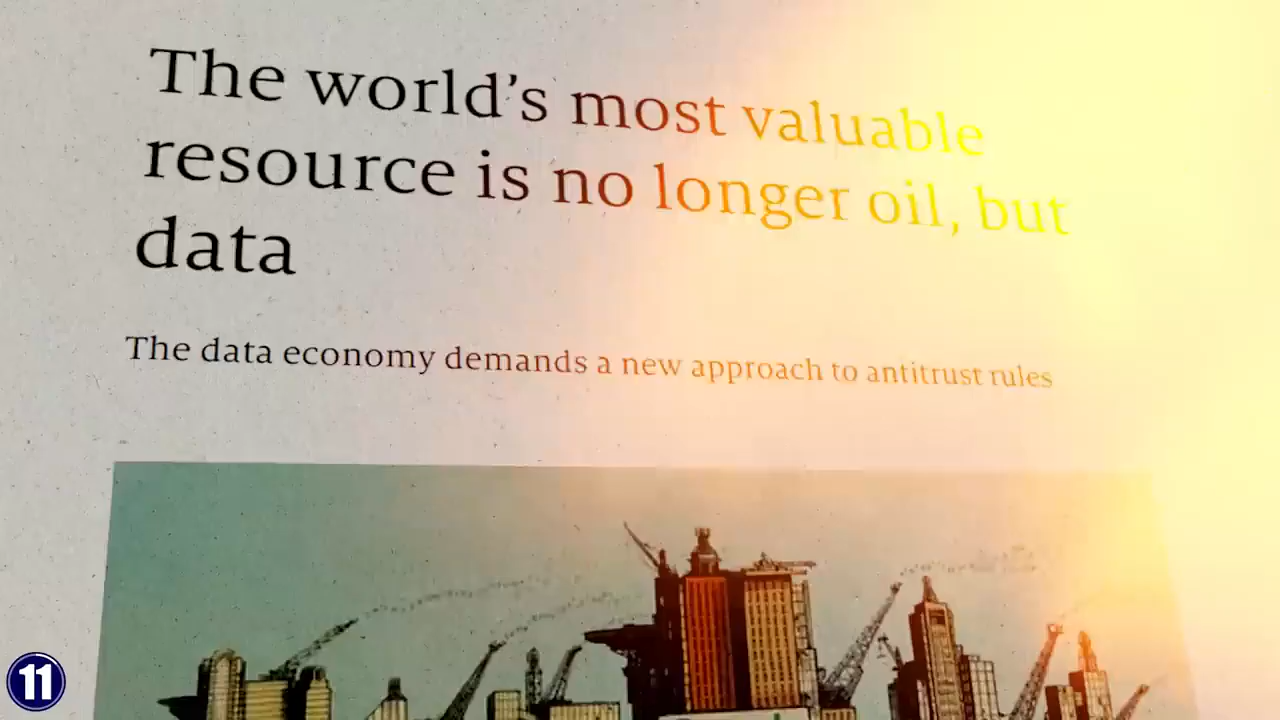 The world’s most valuable
resource is no longer oil, but
data
The data economy demands a new approach to antitrust rules
11